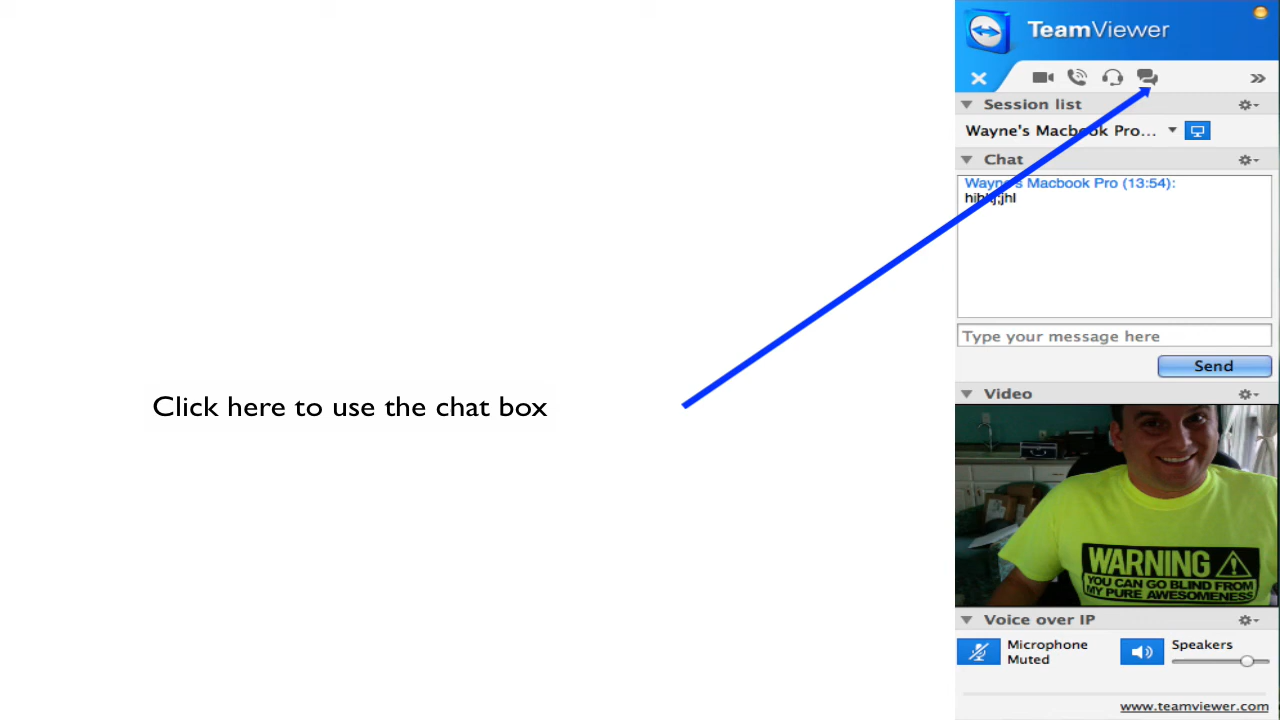 TeamViewer
Session list
Wayne's Macbook Pro...
Chat
Wayne's Macbook Pro (13:54):
Type your message here
Send
Click here to use the chat box
Video
WARNING
YOU CAN GO BLIND FROM
MY PURE AWESOMENESS
Voice over IP
Microphone
Muted
Speakers
www.teamviewer.com